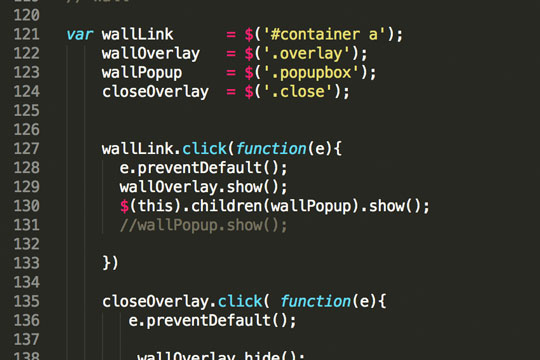 120
121 var wallLink = $('#container a');
122 wallOverlay = $('.overlay');
123 wallPopup = $('.popupbox');
124 closeOverlay = $('.close');
125
126
127 wallLink.click(function(e){
128 e.preventDefault();
129 wallOverlay.show();
130 $(this).children(wallPopup).show();
131 //wallPopup.show();
132
133 })
134
135 closeOverlay.click( function(e){
136 e.preventDefault();
137
138 wallOverlay.hide();